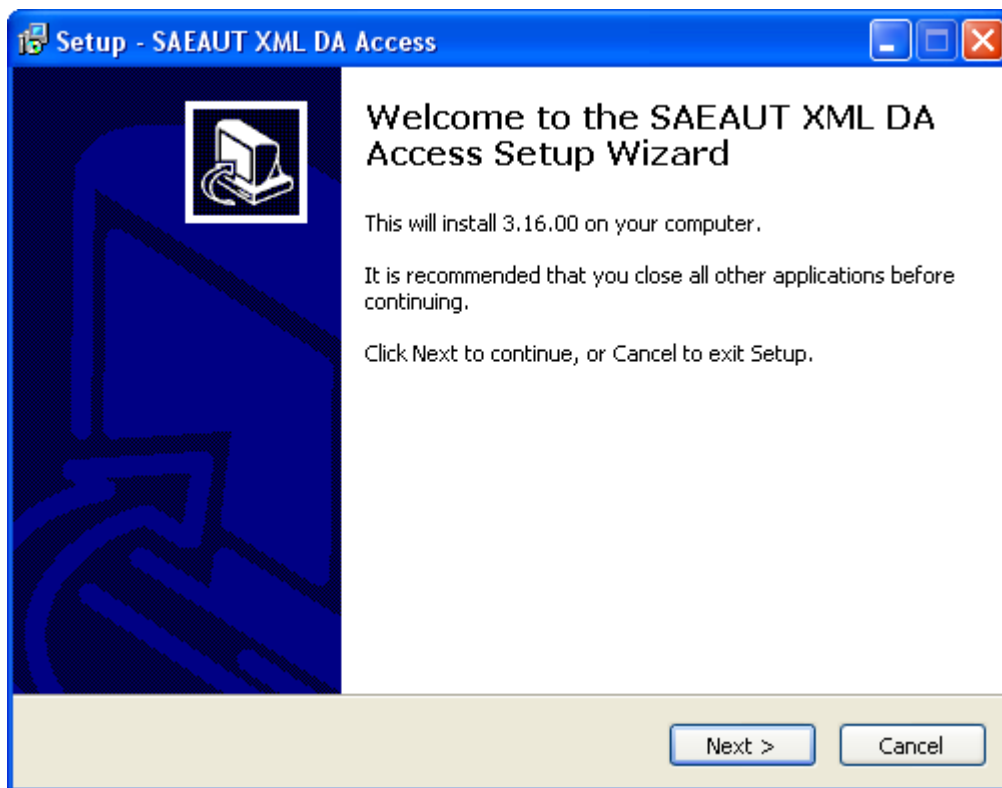 Setup - SAEAUT XML DA Access
Welcome to the SAEAUT XML DA
Access Setup Wizard
This will install 3.16.00 on your computer.
It is recommended that you close all other applications before
continuing.
Click Next to continue, or Cancel to exit Setup.
Next >
Cancel